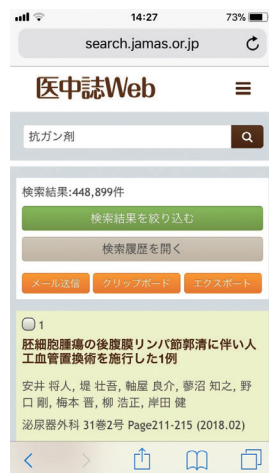 14:27
73%
search.jamas.or.jp
医中誌Web
抗ガン剤
検索結果:448,899件
検索結果を絞り込む
検索履歴を開く
メール送信
クリップボード
エクスポート
1
胚細胞腫瘍の後腹膜リンパ節郭清に伴い人
工血管置換術を施行した1例
安井 将人, 堤 壮吾, 軸屋 良介, 蓼沼 知之, 野
口 剛, 梅本 晋, 柳 浩正, 岸田 健
泌尿器外科 31巻2号 Page211-215 (2018.02)